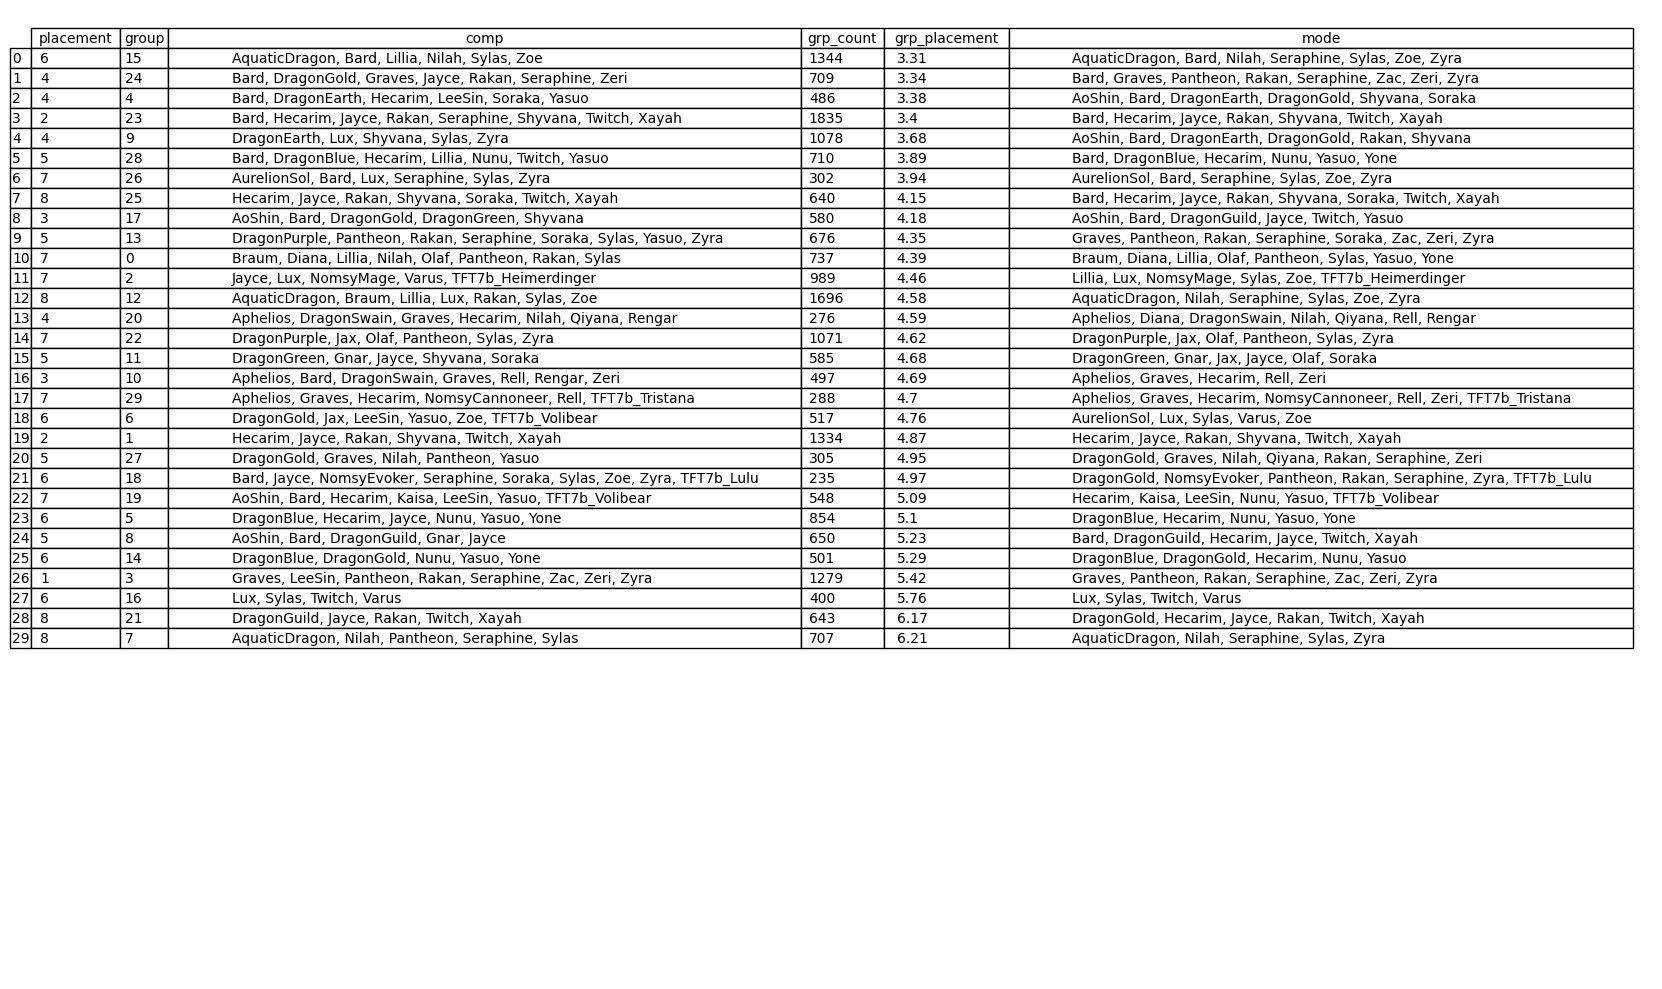 placement group comp grp_count grp_placement mode
0 6 15 AquaticDragon, Bard, Lillia, Nilah, Sylas, Zoe 1344 3.31 AquaticDragon, Bard, Nilah, Seraphine, Sylas, Zoe, Zyra
1 4 24 Bard, DragonGold, Graves, Jayce, Rakan, Seraphine, Zeri 709 3.34 Bard, Graves, Pantheon, Rakan, Seraphine, Zac, Zeri, Zyra
2 4 4 Bard, DragonEarth, Hecarim, LeeSin, Soraka, Yasuo 486 3.38 AoShin, Bard, DragonEarth, DragonGold, Shyvana, Soraka
3 2 23 Bard, Hecarim, Jayce, Rakan, Seraphine, Shyvana, Twitch, Xayah 1835 3.4 Bard, Hecarim, Jayce, Rakan, Shyvana, Twitch, Xayah
4 4 9 DragonEarth, Lux, Shyvana, Sylas, Zyra 1078 3.68 AoShin, Bard, DragonEarth, DragonGold, Rakan, Shyvana
5 5 28 Bard, DragonBlue, Hecarim, Lillia, Nunu, Twitch, Yasuo 710 3.89 Bard, DragonBlue, Hecarim, Nunu, Yasuo, Yone
6 7 26 AurelionSol, Bard, Lux, Seraphine, Sylas, Zyra 302 3.94 AurelionSol, Bard, Seraphine, Sylas, Zoe, Zyra
7 8 25 Hecarim, Jayce, Rakan, Shyvana, Soraka, Twitch, Xayah 640 4.15 Bard, Hecarim, Jayce, Rakan, Shyvana, Soraka, Twitch, Xayah
8 3 17 AoShin, Bard, DragonGold, DragonGreen, Shyvana 580 4.18 AoShin, Bard, DragonGuild, Jayce, Twitch, Yasuo
9 5 13 DragonPurple, Pantheon, Rakan, Seraphine, Soraka, Sylas, Yasuo, Zyra 676 4.35 Graves, Pantheon, Rakan, Seraphine, Soraka, Zac, Zeri, Zyra
10 7 0 Braum, Diana, Lillia, Nilah, Olaf, Pantheon, Rakan, Sylas 737 4.39 Braum, Diana, Lillia, Olaf, Pantheon, Sylas, Yasuo, Yone
11 7 2 Jayce, Lux, NomsyMage, Varus, TFT7b_Heimerdinger 989 4.46 Lillia, Lux, NomsyMage, Sylas, Zoe, TFT7b_Heimerdinger
12 8 12 AquaticDragon, Braum, Lillia, Lux, Rakan, Sylas, Zoe 1696 4.58 AquaticDragon, Nilah, Seraphine, Sylas, Zoe, Zyra
13 4 20 Aphelios, DragonSwain, Graves, Hecarim, Nilah, Qiyana, Rengar 276 4.59 Aphelios, Diana, DragonSwain, Nilah, Qiyana, Rell, Rengar
14 7 22 DragonPurple, Jax, Olaf, Pantheon, Sylas, Zyra 1071 4.62 DragonPurple, Jax, Olaf, Pantheon, Sylas, Zyra
15 5 11 DragonGreen, Gnar, Jayce, Shyvana, Soraka 585 4.68 DragonGreen, Gnar, Jax, Jayce, Olaf, Soraka
16 3 10 Aphelios, Bard, DragonSwain, Graves, Rell, Rengar, Zeri 497 4.69 Aphelios, Graves, Hecarim, Rell, Zeri
17 7 29 Aphelios, Graves, Hecarim, NomsyCannoneer, Rell, TFT7b_Tristana 288 4.7 Aphelios, Graves, Hecarim, NomsyCannoneer, Rell, Zeri, TFT7b_Tristana
18 6 6 DragonGold, Jax, LeeSin, Yasuo, Zoe, TFT7b_Volibear 517 4.76 AurelionSol, Lux, Sylas, Varus, Zoe
19 2 1 Hecarim, Jayce, Rakan, Shyvana, Twitch, Xayah 1334 4.87 Hecarim, Jayce, Rakan, Shyvana, Twitch, Xayah
20 5 27 DragonGold, Graves, Nilah, Pantheon, Yasuo 305 4.95 DragonGold, Graves, Nilah, Qiyana, Rakan, Seraphine, Zeri
21 6 18 Bard, Jayce, NomsyEvoker, Seraphine, Soraka, Sylas, Zoe, Zyra, TFT7b_Lulu 235 4.97 DragonGold, NomsyEvoker, Pantheon, Rakan, Seraphine, Zyra, TFT7b_Lulu
22 7 19 AoShin, Bard, Hecarim, Kaisa, LeeSin, Yasuo, TFT7b_Volibear 548 5.09 Hecarim, Kaisa, LeeSin, Nunu, Yasuo, TFT7b_Volibear
23 6 5 DragonBlue, Hecarim, Jayce, Nunu, Yasuo, Yone 854 5.1 DragonBlue, Hecarim, Nunu, Yasuo, Yone
24 5 8 AoShin, Bard, DragonGuild, Gnar, Jayce 650 5.23 Bard, DragonGuild, Hecarim, Jayce, Twitch, Xayah
25 6 14 DragonBlue, DragonGold, Nunu, Yasuo, Yone 501 5.29 DragonBlue, DragonGold, Hecarim, Nunu, Yasuo
26 1 3 Graves, LeeSin, Pantheon, Rakan, Seraphine, Zac, Zeri, Zyra 1279 5.42 Graves, Pantheon, Rakan, Seraphine, Zac, Zeri, Zyra
27 6 16 Lux, Sylas, Twitch, Varus 400 5.76 Lux, Sylas, Twitch, Varus
28 8 21 DragonGuild, Jayce, Rakan, Twitch, Xayah 643 6.17 DragonGold, Hecarim, Jayce, Rakan, Twitch, Xayah
29 8 7 AquaticDragon, Nilah, Pantheon, Seraphine, Sylas 707 6.21 AquaticDragon, Nilah, Seraphine, Sylas, Zyra